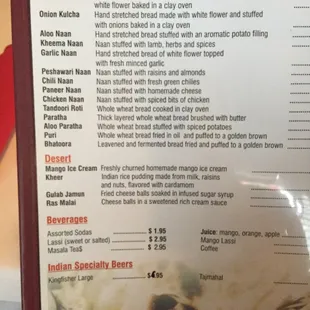 white flower baked in a clay oven
Onion Kulcha Hand stretched bread made with white flower and stuffed
with onions baked in a clay oven
Aloo Naan Hand stretched bread stuffed with an aromatic potato filling
Kheema Naan Naan stuffed with lamb, herbs and spices
Garlic Naan Hand stretched bread of white flower topped
with fresh minced garlic
Peshawari Naan Naan stuffed with raisins and almonds
Chili Naan Naan stuffed with fresh green chilies
Paneer Naan Naan stuffed with homemade cheese
Chicken Naan Naan stuffed with spiced bits of chicken
Tandoori Roti Whole wheat bread cooked in clay oven
Paratha Thick layered whole wheat bread brushed with butter
Aloo Paratha Whole wheat bread stuffed with spiced potatoes
Puri Whole wheat bread fried in oil and puffed to a golden brown
Bhatoora Leavened and fermented bread fried and puffed to a golden brown
Dessert
Mango Ice Cream Freshly churned homemade mango ice cream
Kheer Indian rice pudding made from milk, raisins
and nuts, flavored with cardamom
Gulab Jamun Fried cheese balls soaked in infused sugar syrup
Ras Malai Cheese balls in a sweetened rich cream sauce
Beverages
Assorted Sodas $ 1.95 Juice: mango, orange, apple
Lassi (sweet or salted) $ 2.95 Mango Lassi
Masala Tea$ $ 2.95 Coffee
Indian Specialty Beers
Kingfisher Large .95